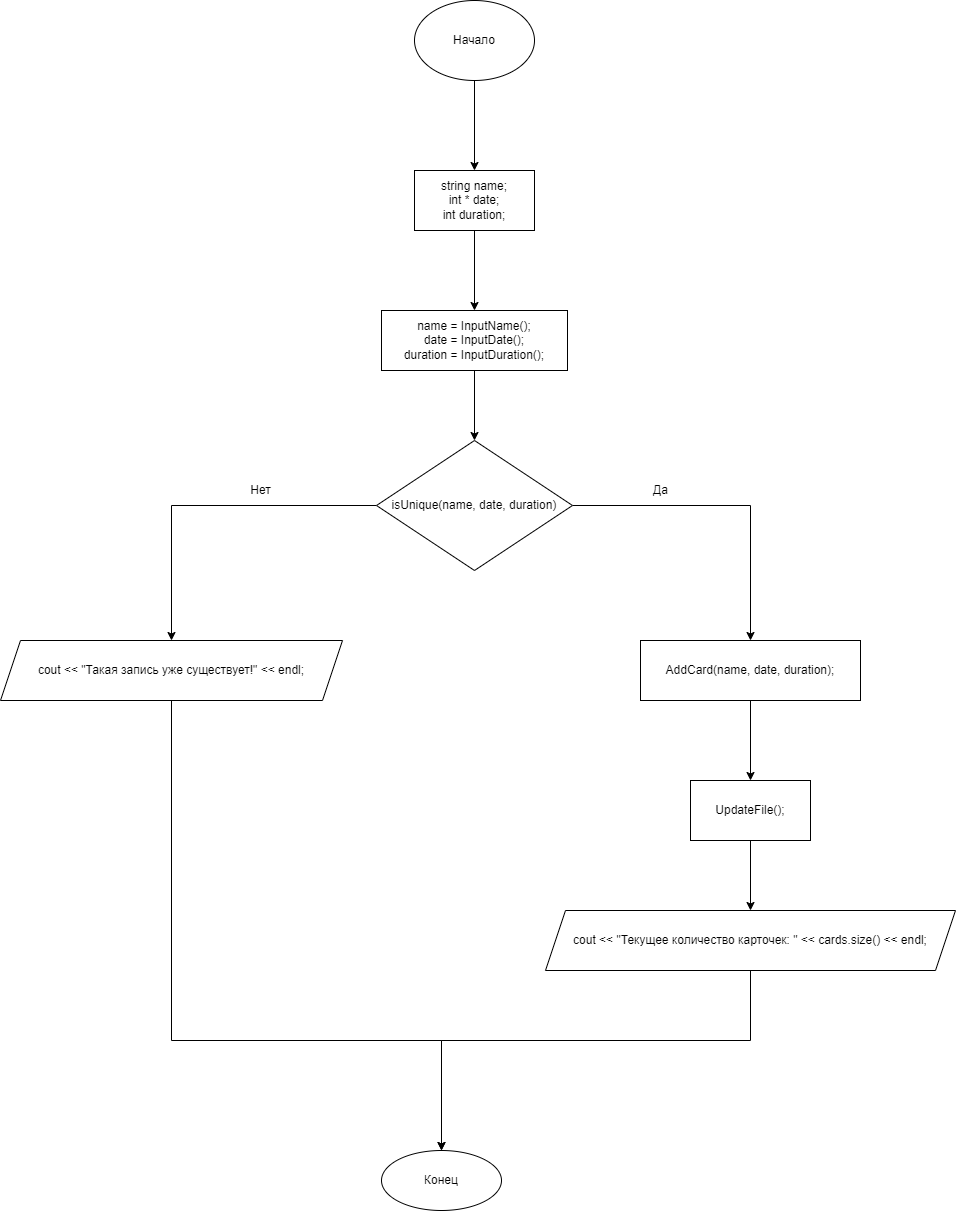 Начало
string name;
int * date;
int duration;
name = InputName();
date = InputDate();
duration = InputDuration();
isUnique(name, date, duration)
Нет
Да
cout << "Такая запись уже существует!" << endl;
AddCard(name, date, duration);
UpdateFile();
cout << "Текущее количество карточек: " << cards.size() << endl;
Конец